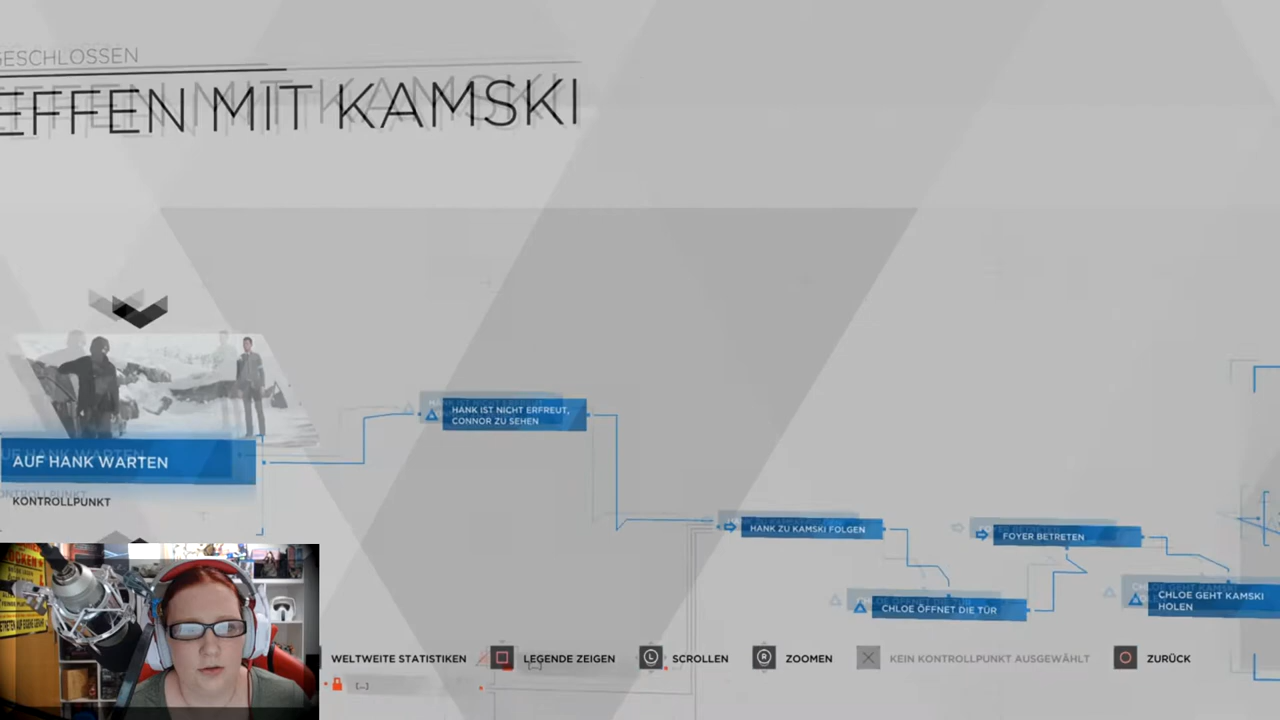 GESCHLOSSEN
EFFEN MIT KAMSKI
HANK IST NICHT ERFREUT,
CONNOR ZU SEHEN
AUF HANK WARTEN
KONTROLLPUNKT
HANK ZU KAMSKI FOLGEN
FOYER BETRETEN
CHLOE GEHT KAMSKI
HOLEN
CHLOE ÖFFNET DIE TÜR
WELTWEITE STATISTIKEN
LEGENDE ZEIGEN
L
SCROLLEN
R
ZOOMEN
KEIN KONTROLLPUNKT AUSGEWÄHLT
ZURÜCK
[...]